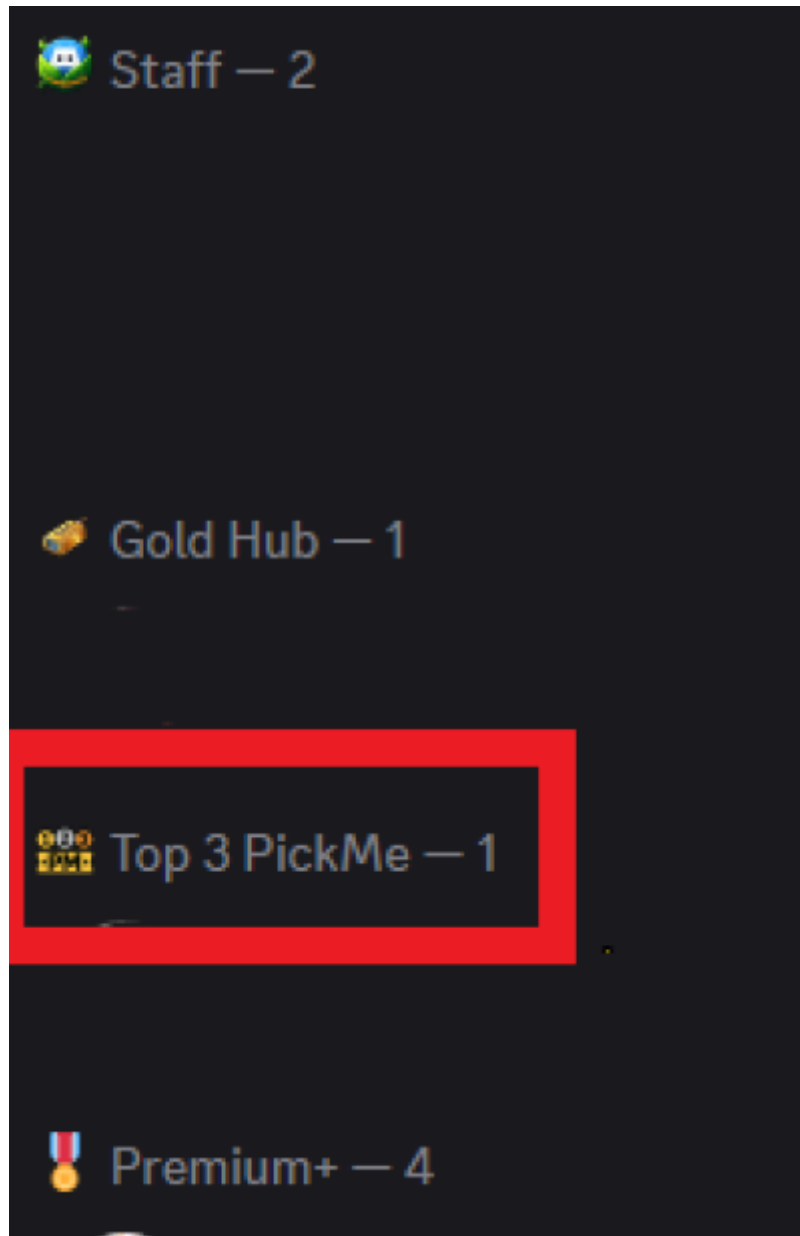 Staff — 2
Gold Hub — 1
Top 3 PickMe — 1
Premium+ — 4